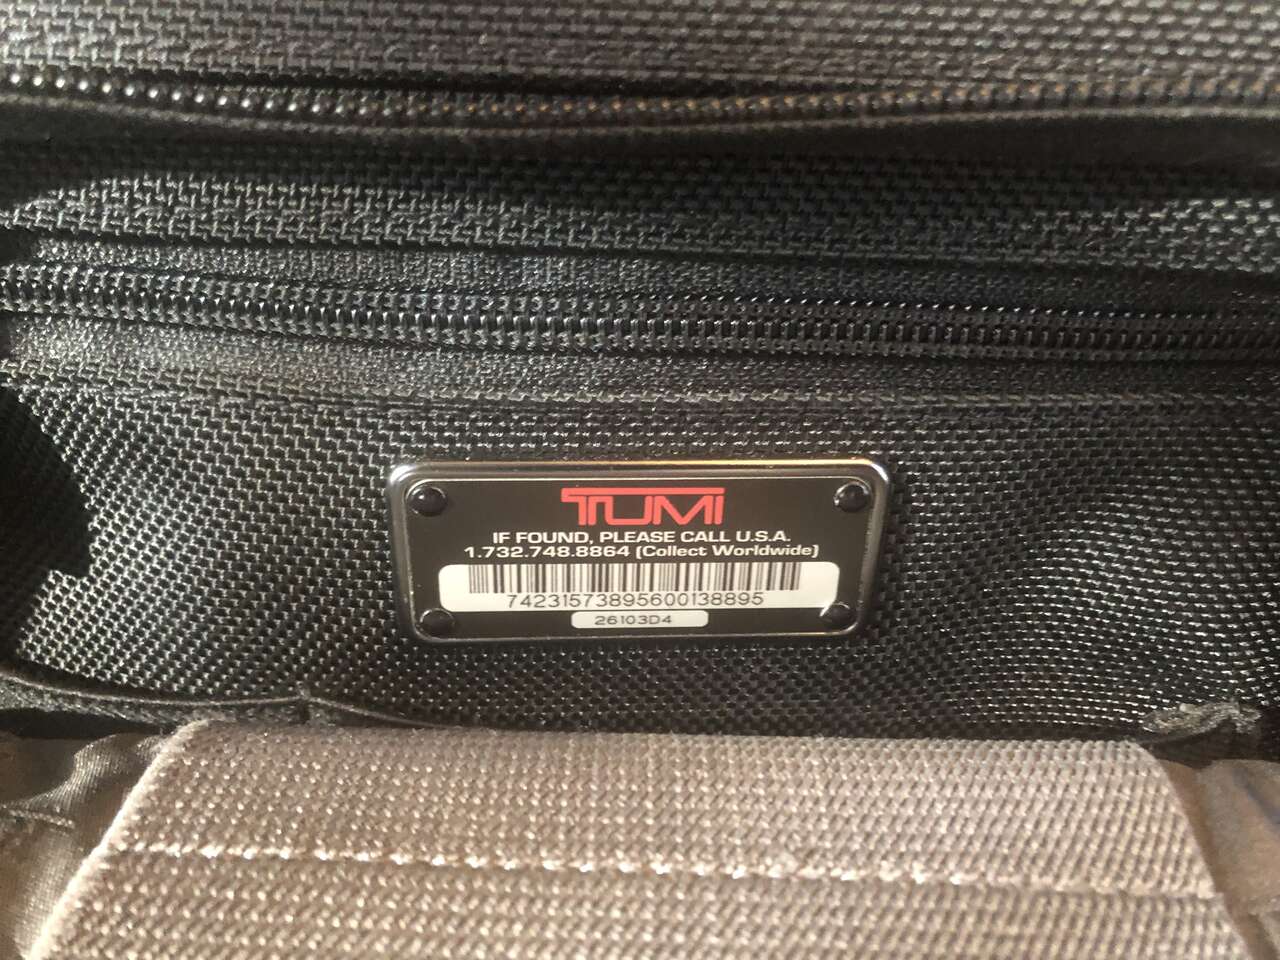 TUMI
IF FOUND, PLEASE CALL U.S.A.
1.732.748.8864 (Collect Worldwide)
74231573895600138895
26103D4